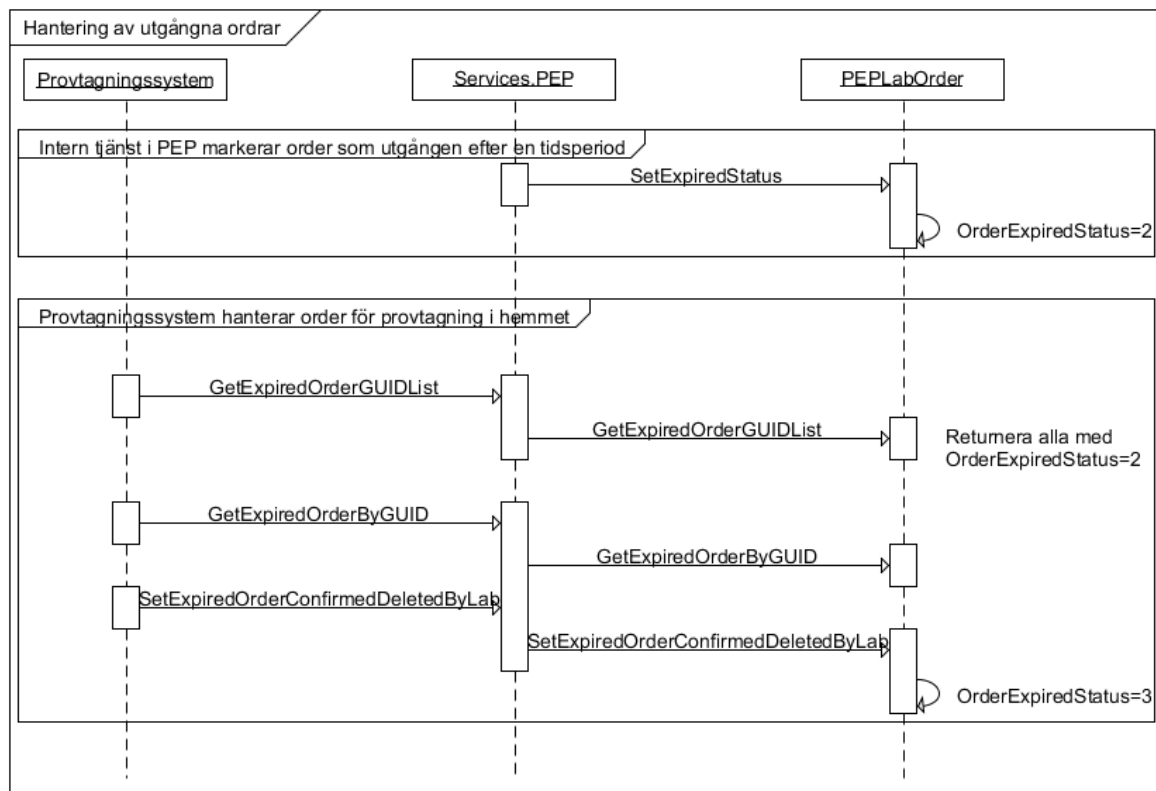 Hantering av utgångna ordrar
Provtagningssystem
Services.PEP
PEPLabOrder
Intern tjänst i PEP markerar order som utgången efter en tidsperiod
SetExpiredStatus
OrderExpiredStatus=2
Provtagningssystem hanterar order för provtagning i hemmet
GetExpiredOrderGUIDList
GetExpiredOrderGUIDList
Returnera alla med
OrderExpiredStatus=2
GetExpiredOrderByGUID
GetExpiredOrderByGUID
SetExpiredOrderConfirmedDeletedByLab
SetExpiredOrderConfirmedDeletedByLab
OrderExpiredStatus=3